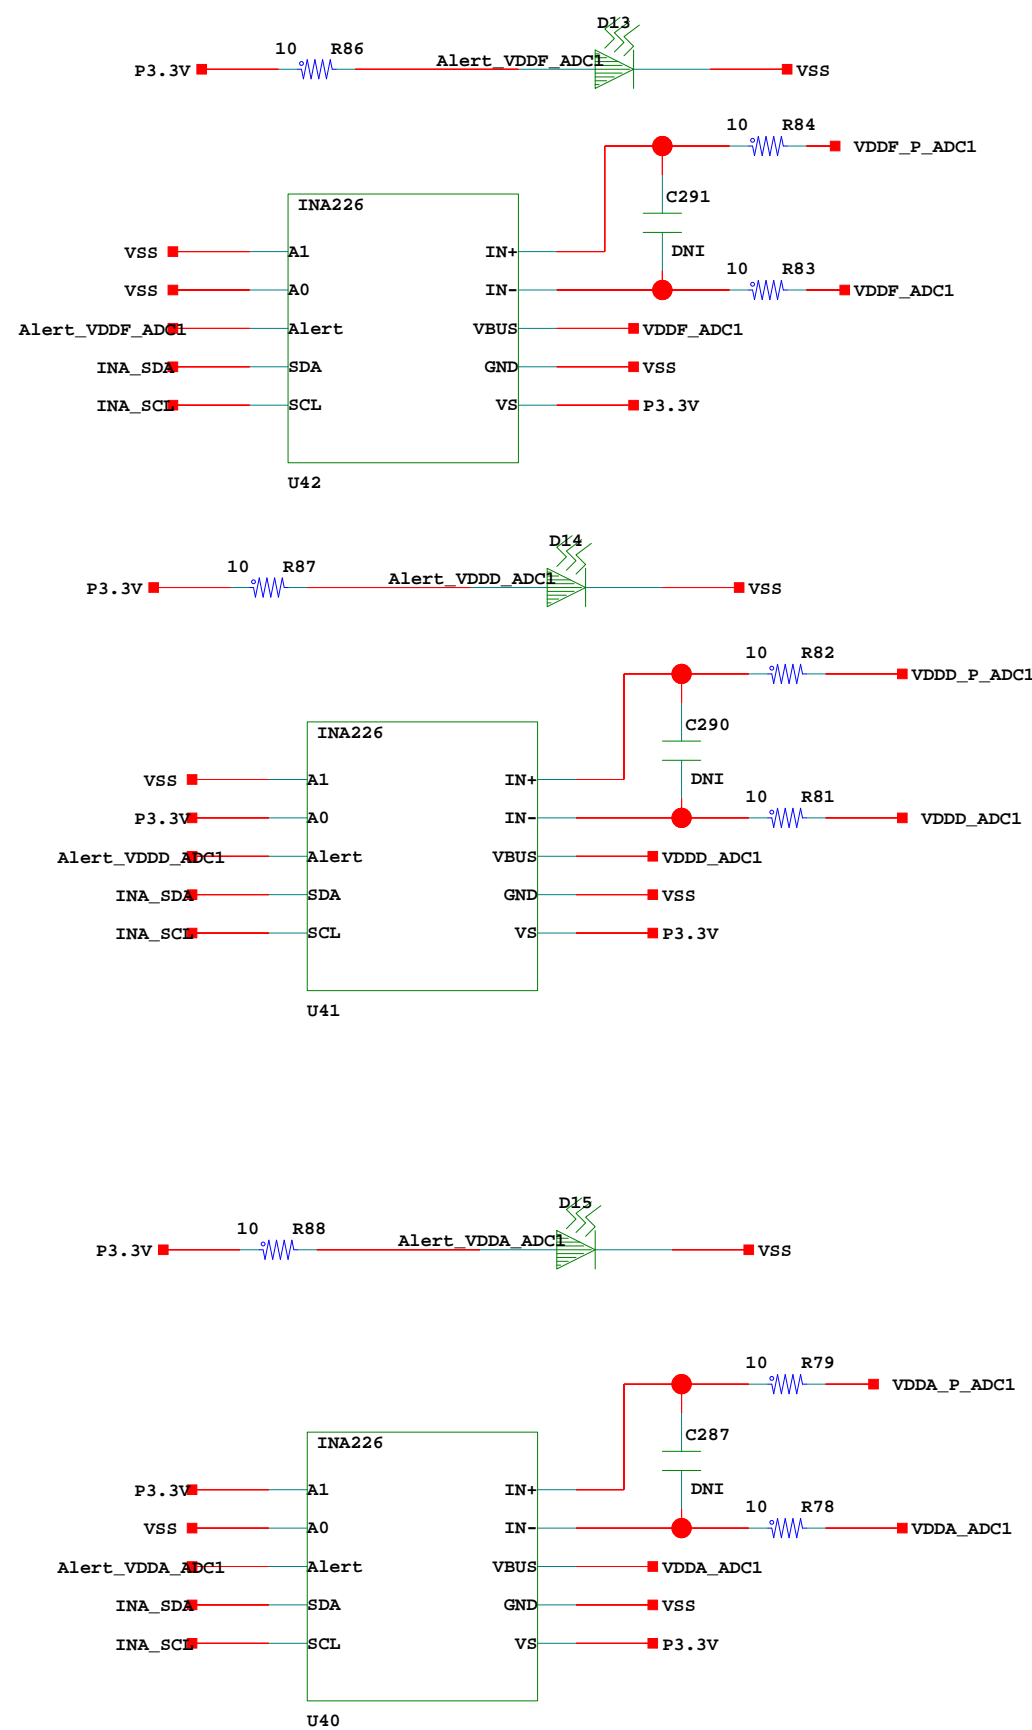 D13
10 R86
P3.3V Alert_VDDF_ADC1 VSS
10 R84
VDDF_P_ADC1
INA226
C291
VSS A1 IN+ DNI
10 R83
VSS A0 IN- VDDF_ADC1
Alert_VDDF_ADC1 Alert VBUS VDDF_ADC1
INA_SDA SDA GND VSS
INA_SCL SCL VS P3.3V
U42
D14
10 R87
P3.3V Alert_VDDD_ADC1 VSS
10 R82
VDDD_P_ADC1
INA226
C290
VSS A1 IN+ DNI
10 R81
P3.3V A0 IN- VDDD_ADC1
Alert_VDDD_ADC1 Alert VBUS VDDD_ADC1
INA_SDA SDA GND VSS
INA_SCL SCL VS P3.3V
U41
D15
10 R88
P3.3V Alert_VDDA_ADC1 VSS
10 R79
VDDA_P_ADC1
INA226
C287
P3.3V A1 IN+ DNI
10 R78
VSS A0 IN- VDDA_ADC1
Alert_VDDA_ADC1 Alert VBUS VDDA_ADC1
INA_SDA SDA GND VSS
INA_SCL SCL VS P3.3V
U40